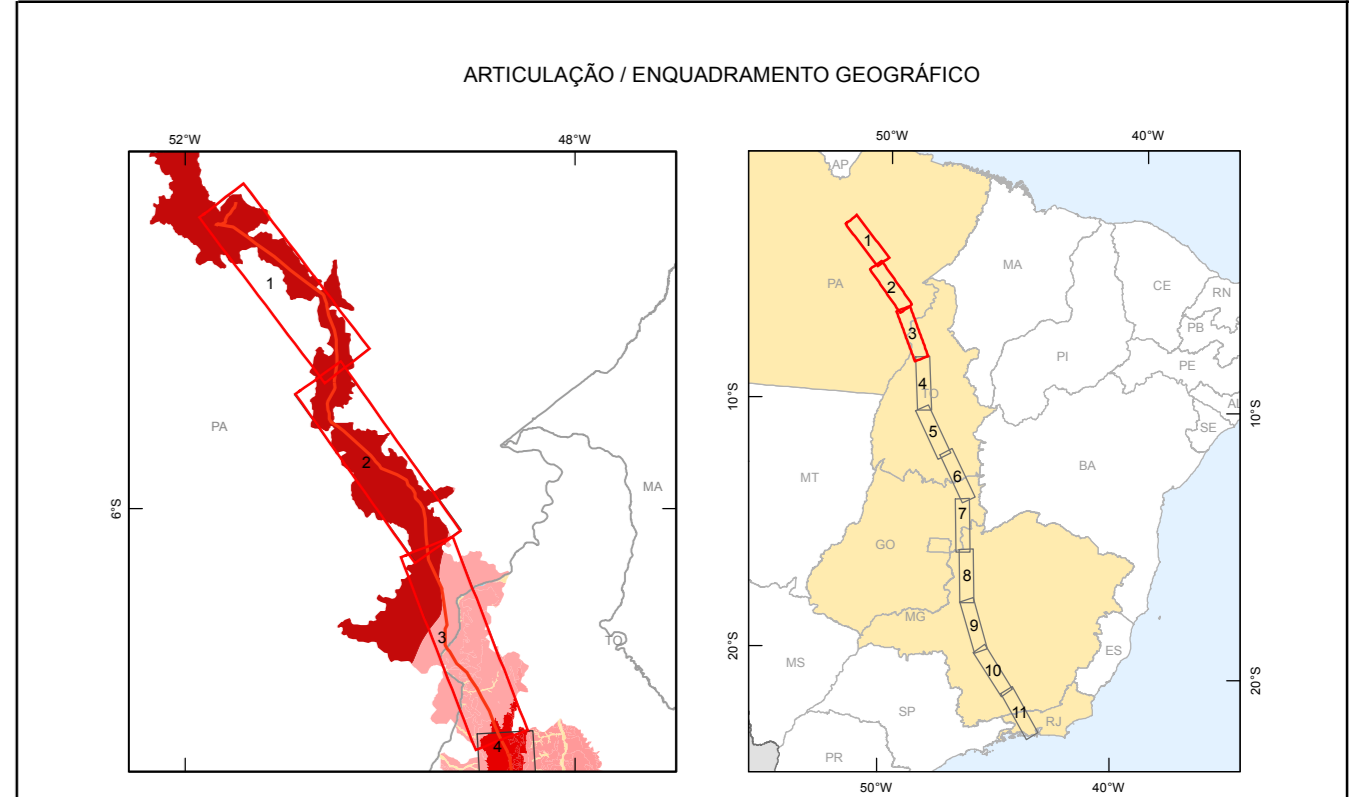 ARTICULAÇÃO / ENQUADRAMENTO GEOGRÁFICO
52°W
48°W
1
PA
2
MA
6°S
3
TO
4
50°W
40°W
AP
1
MA
CE
PA
2
RN
3
PB
PI
PE
4
TO
10°S
AL
10°S
5
SE
6
BA
MT
7
GO
8
MG
9
20°S
ES
MS
10
20°S
SP
11
RJ
PR
50°W
40°W